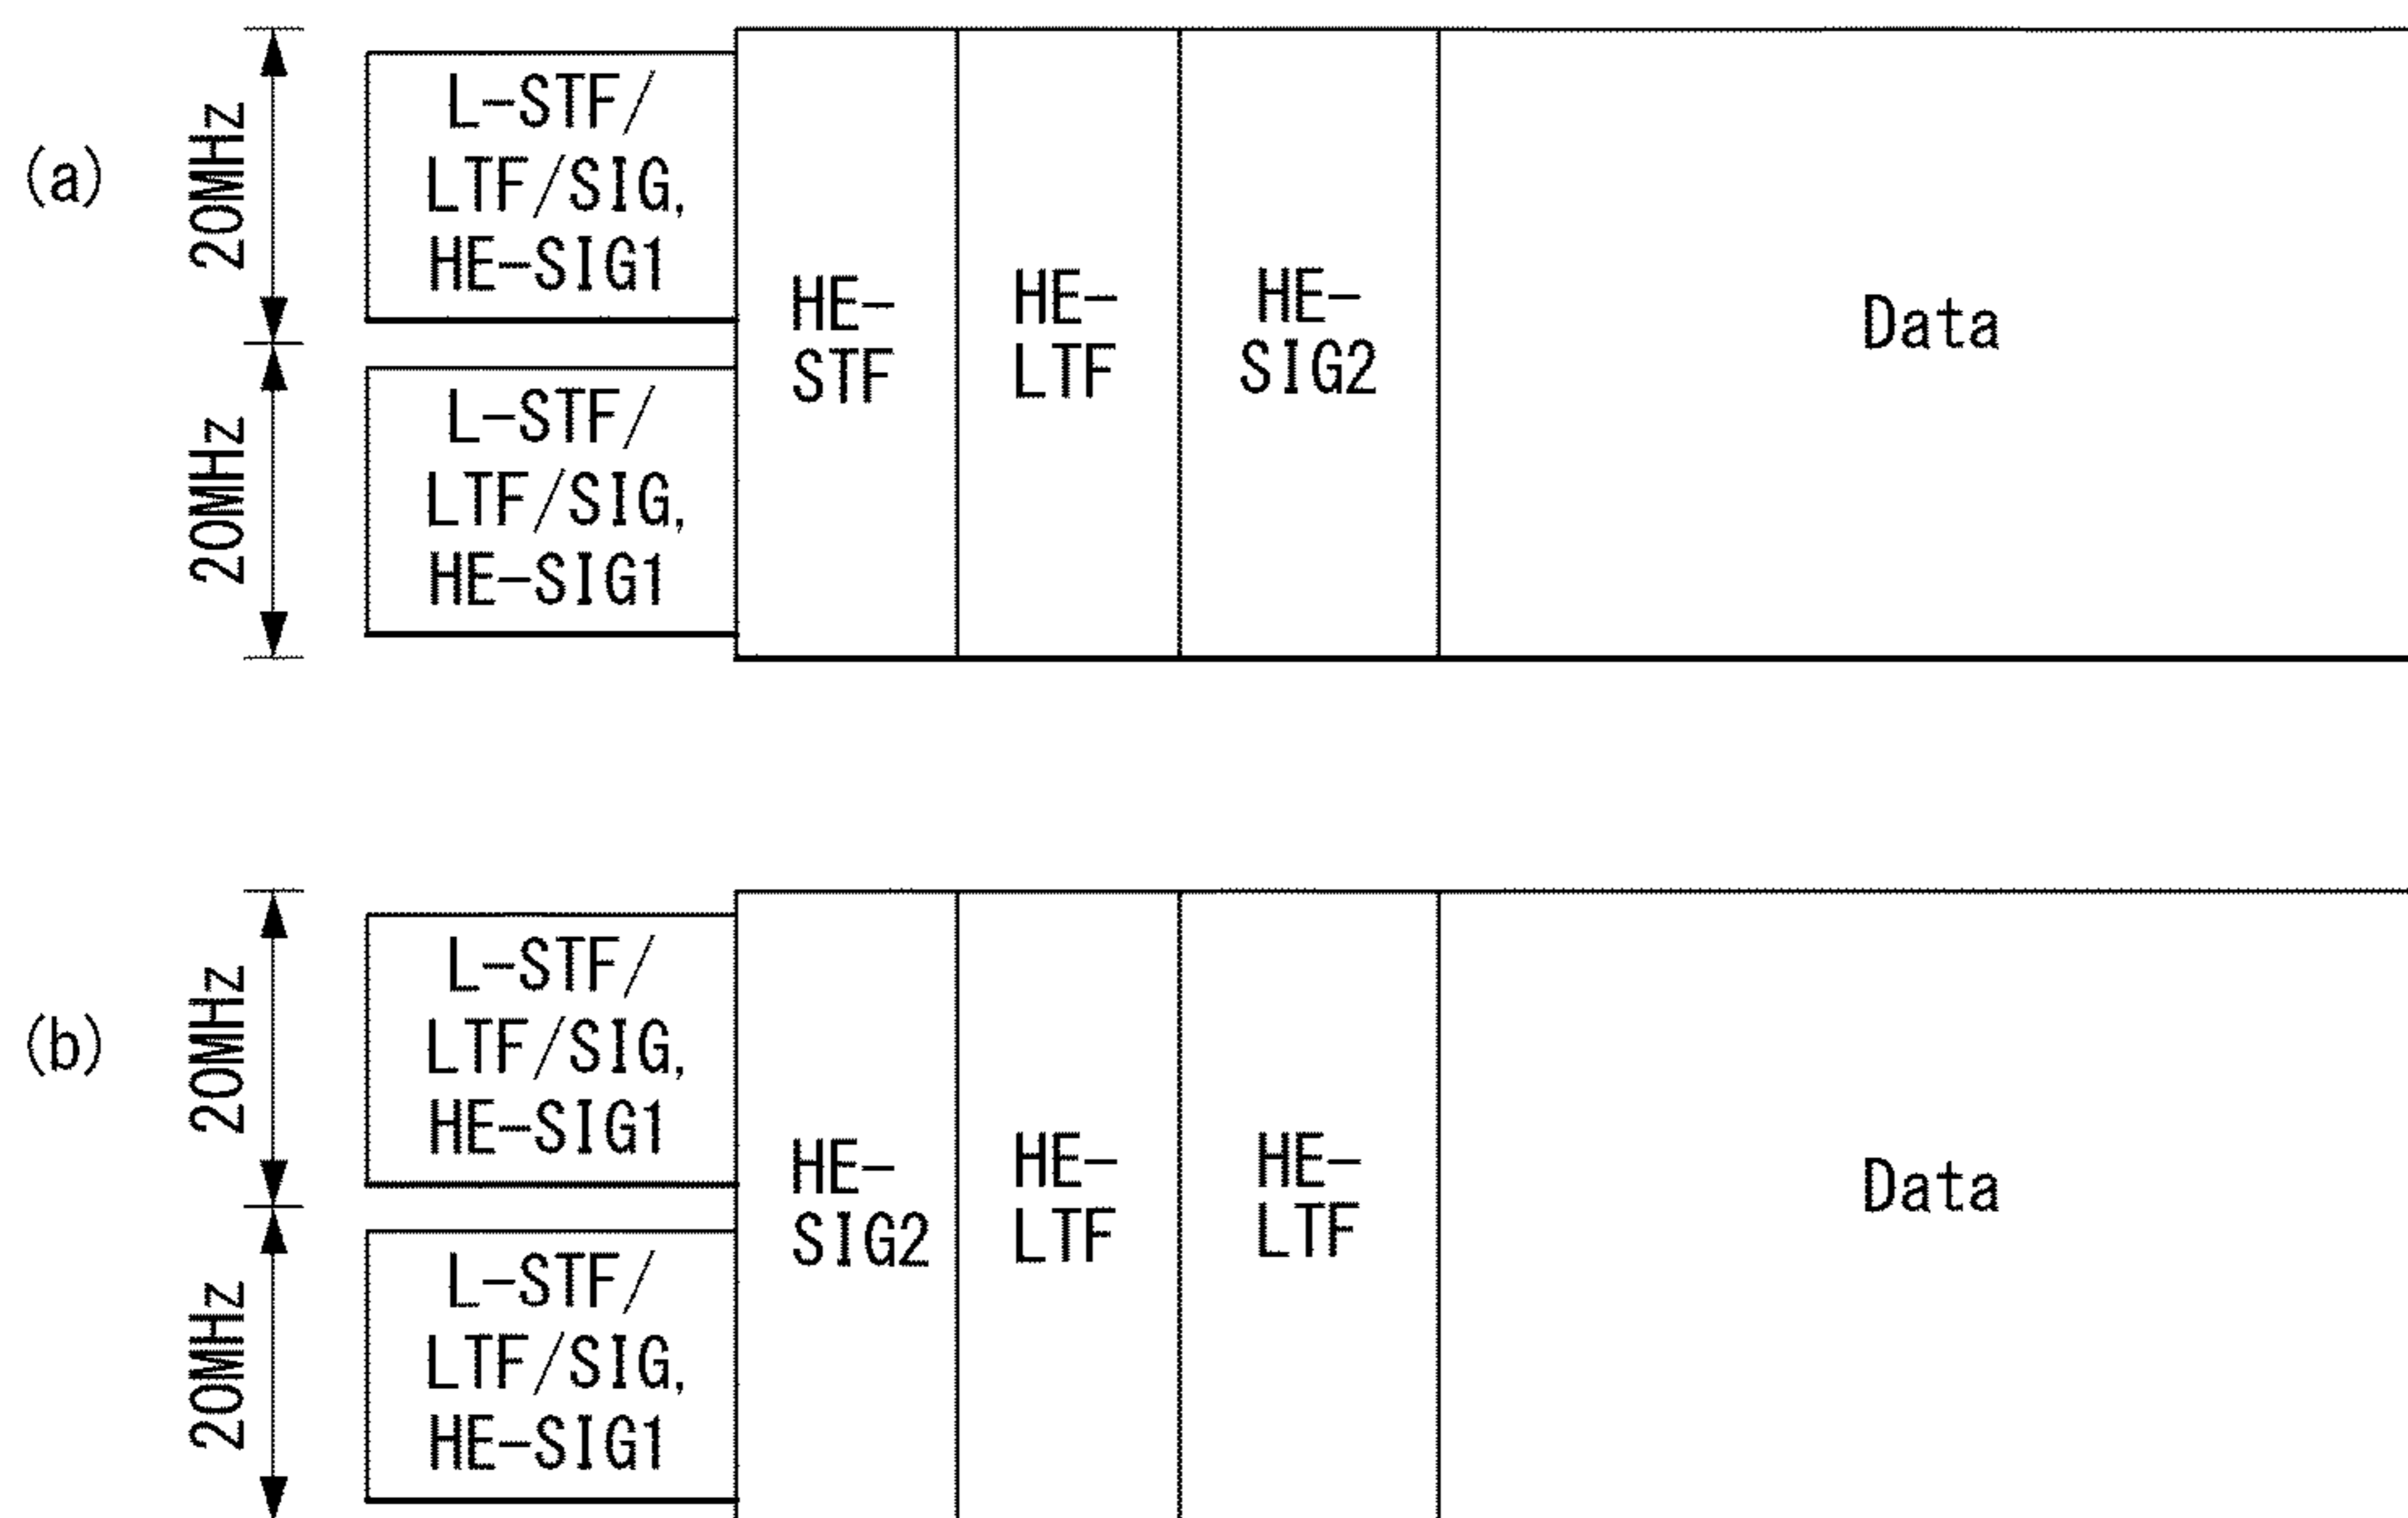 (a)
20MHz
L-STF/
LTF/SIG,
HE-SIG1
20MHz
L-STF/
LTF/SIG,
HE-SIG1
HE-
STF
HE-
LTF
HE-
SIG2
Data
(b)
20MHz
L-STF/
LTF/SIG,
HE-SIG1
20MHz
L-STF/
LTF/SIG,
HE-SIG1
HE-
SIG2
HE-
LTF
HE-
LTF
Data